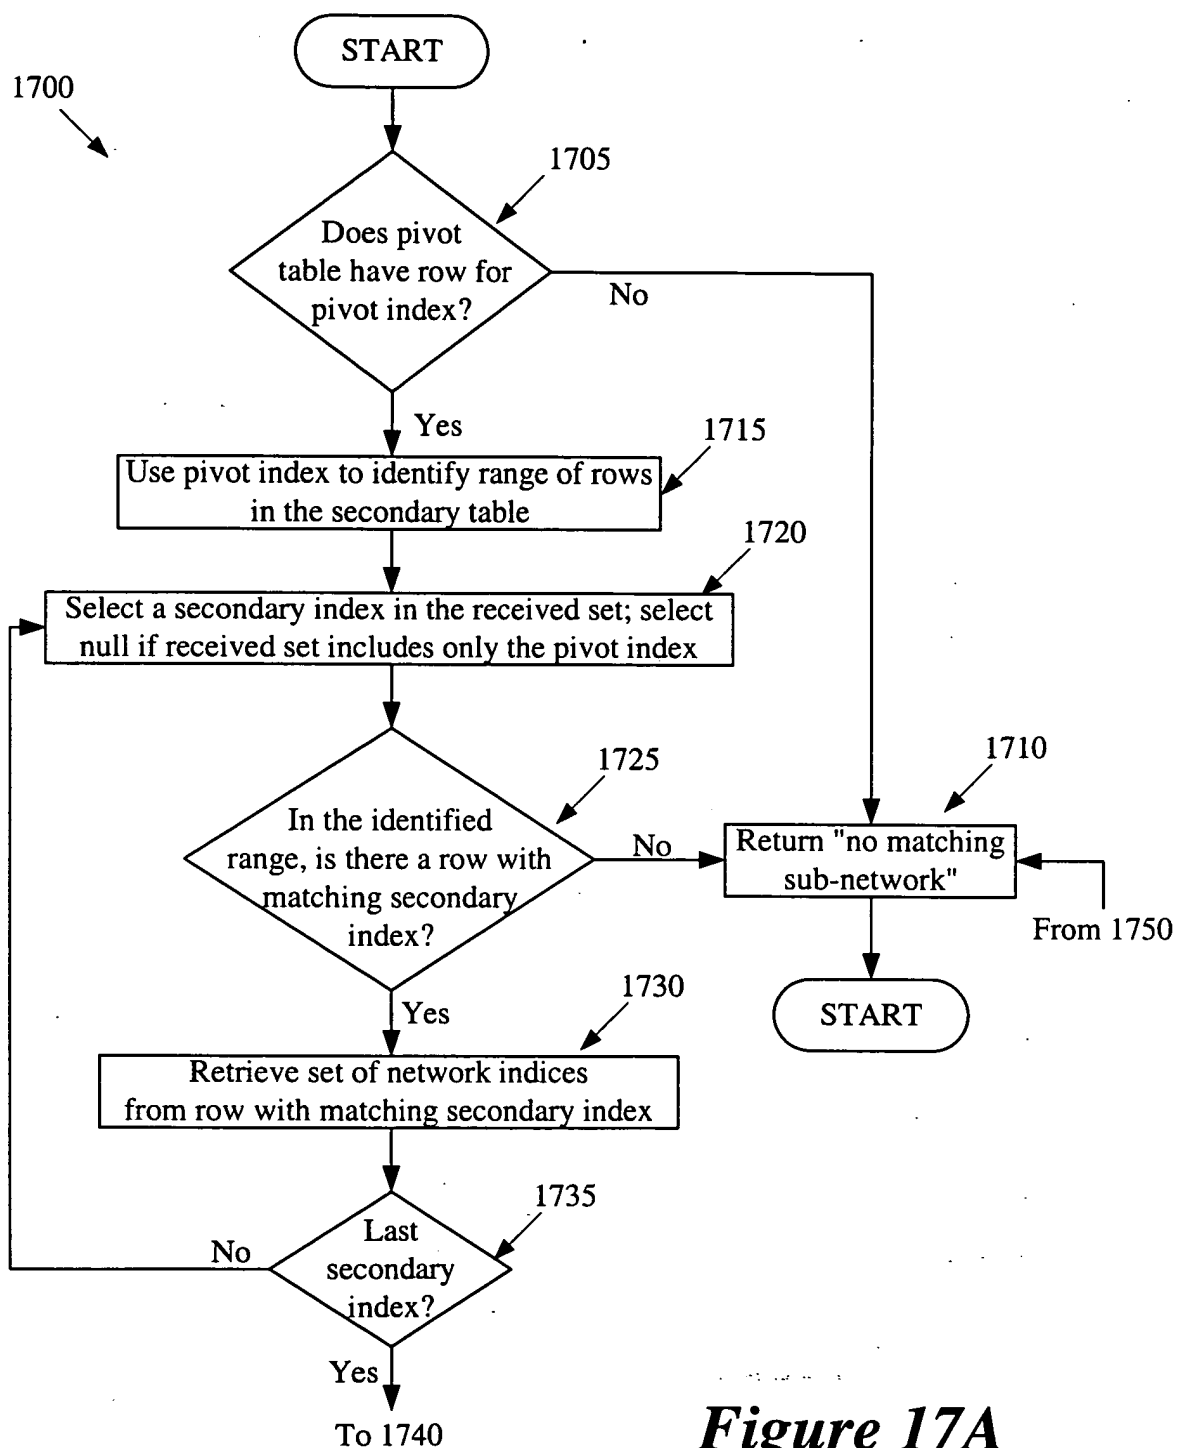 START
1700
1705
Does pivot
table have row for
pivot index?
No
Yes
1715
Use pivot index to identify range of rows
in the secondary table
1720
Select a secondary index in the received set; select
null if received set includes only the pivot index
1725
In the identified
range, is there a row with
matching secondary
index?
No
1710
Return "no matching
sub-network"
From 1750
START
Yes
1730
Retrieve set of network indices
from row with matching secondary index
1735
Last
secondary
index?
No
Yes
To 1740
Figure 17A